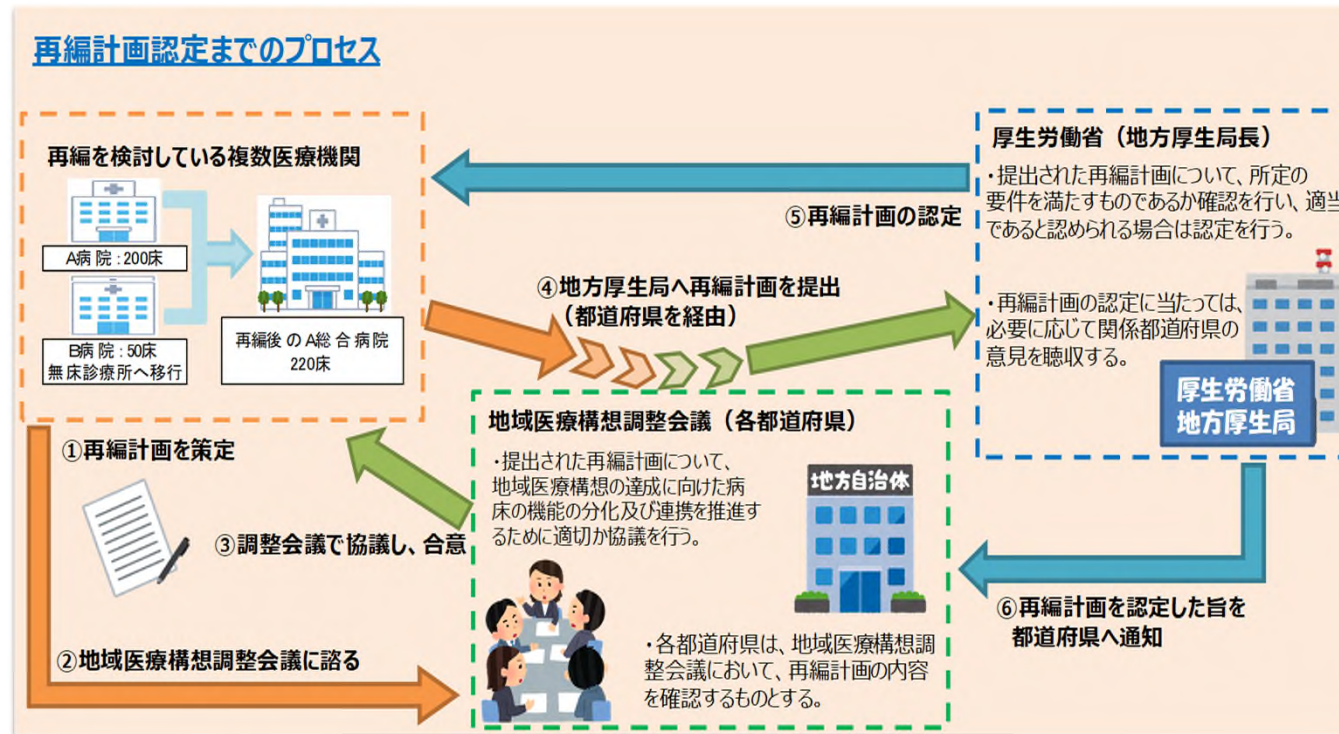 再編計画認定までのプロセス
再編を検討している複数医療機関
A病院:200床
B病院:50床
無床診療所へ移行
再編後のA総合病院
220床
①再編計画を策定
②地域医療構想調整会議に諮る
③調整会議で協議し、合意
④地方厚生局へ再編計画を提出
(都道府県を経由)
⑤再編計画の認定
地域医療構想調整会議(各都道府県)
・提出された再編計画について、
地域医療構想の達成に向けた病
床の機能の分化及び連携を推進す
るために適切か協議を行う。
地方自治体
・各都道府県は、地域医療構想調
整会議において、再編計画の内容
を確認するものとする。
厚生労働省(地方厚生局長)
・提出された再編計画について、所定の
要件を満たすものであるか確認を行い、適当
であると認められる場合は認定を行う。
・再編計画の認定に当たっては、
必要に応じて関係都道府県の
意見を聴収する。
厚生労働省
地方厚生局
⑥再編計画を認定した旨を
都道府県へ通知